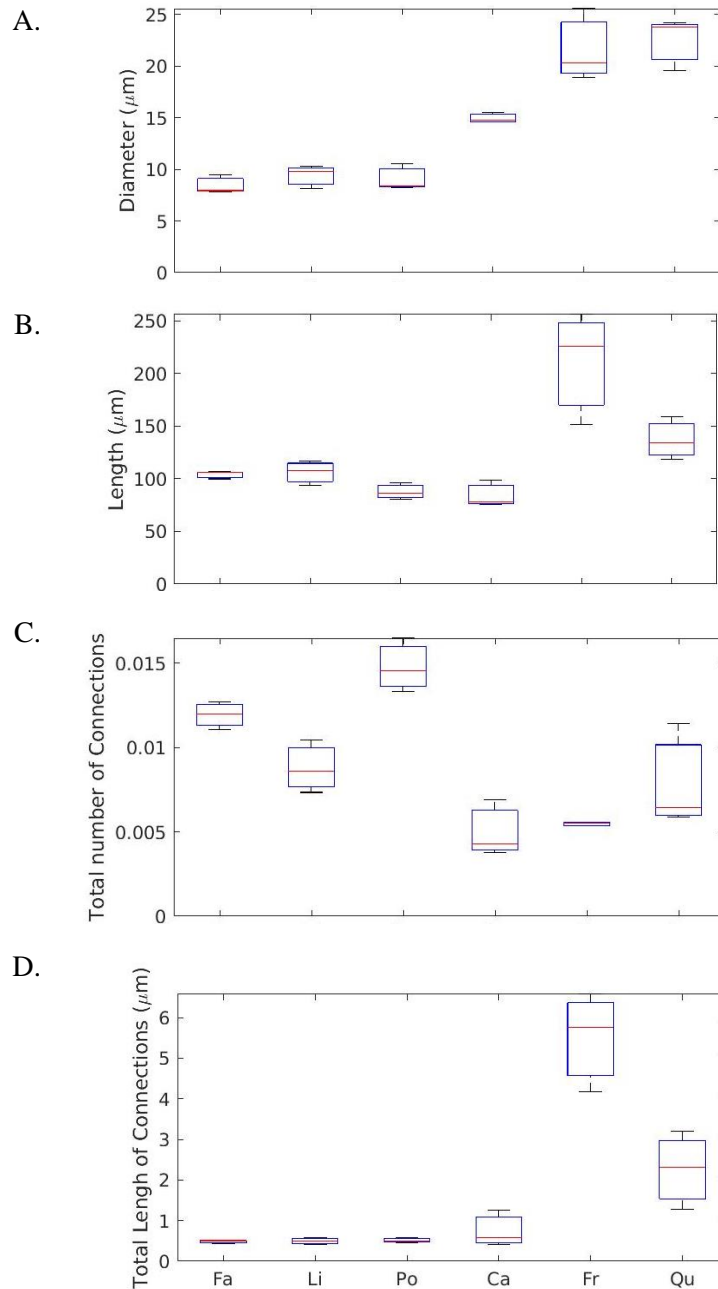 A.
Diameter (μm)
25
20
15
10
5
0
B.
Length (μm)
250
200
150
100
50
0
C.
Total number of Connections
0.015
0.01
0.005
0
D.
Total Lengh of Connections (μm)
6
5
4
3
2
1
0
Fa Li Po Ca Fr Qu